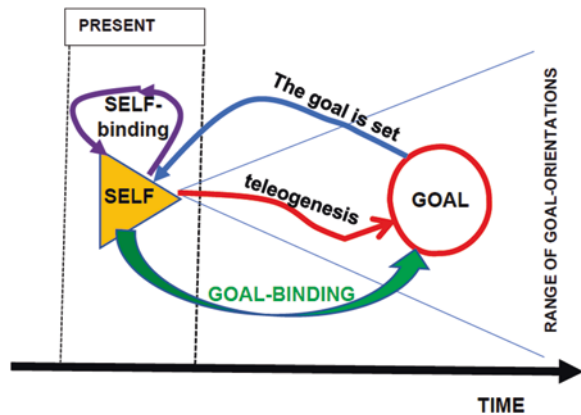 PRESENT
SELF-
binding
The goal is set
SELF
teleogenesis
GOAL
GOAL-BINDING
RANGE OF GOAL-ORIENTATIONS
TIME